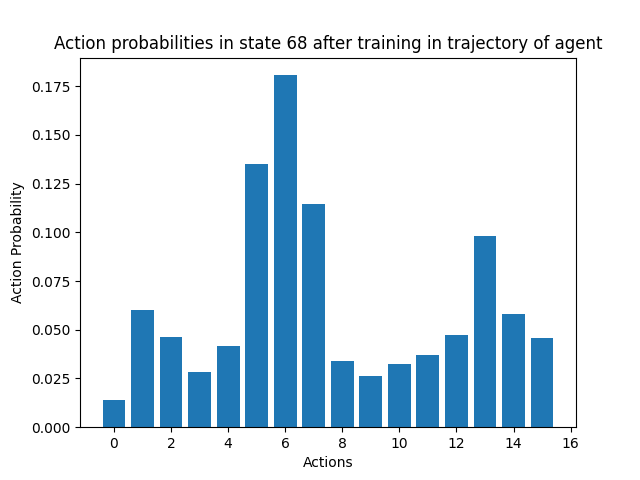 Action probabilities in state 68 after training in trajectory of agent
0.175
0.150
0.125
0.100
0.075
0.050
0.025
0.000
Action Probability
0 2 4 6 8 10 12 14 16
Actions